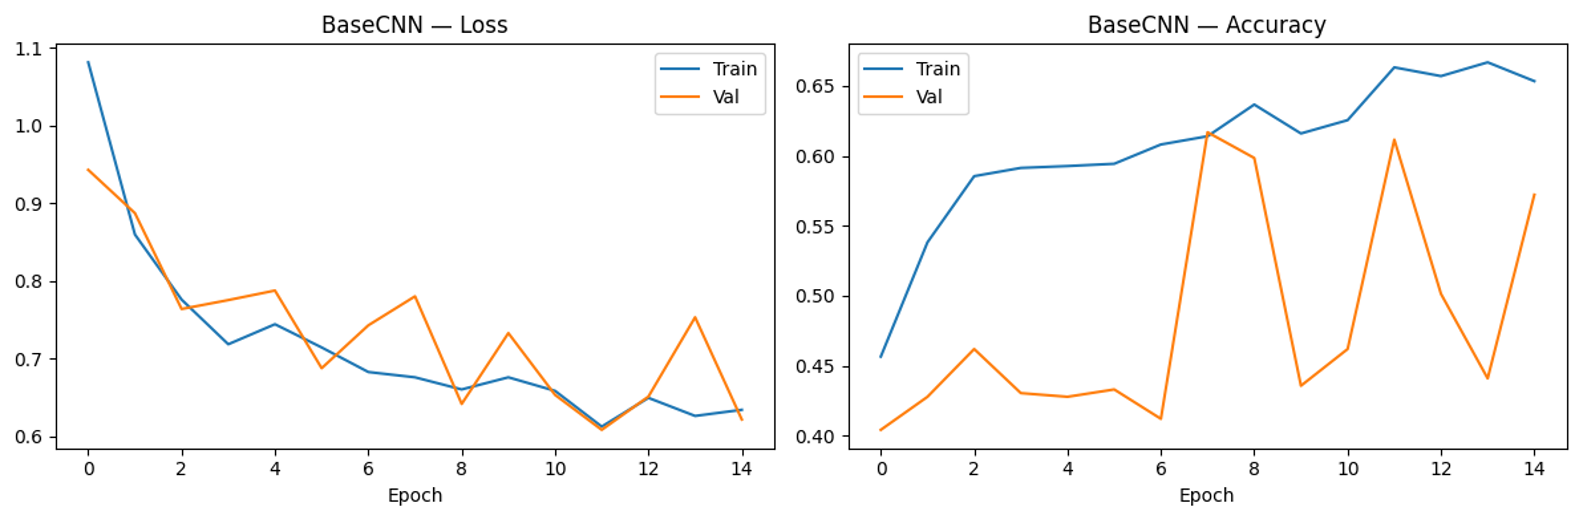 BaseCNN — Loss
1.1
1.0
0.9
0.8
0.7
0.6
Train
Val
0 2 4 6 8 10 12 14
Epoch
BaseCNN — Accuracy
0.65
0.60
0.55
0.50
0.45
0.40
Train
Val
0 2 4 6 8 10 12 14
Epoch